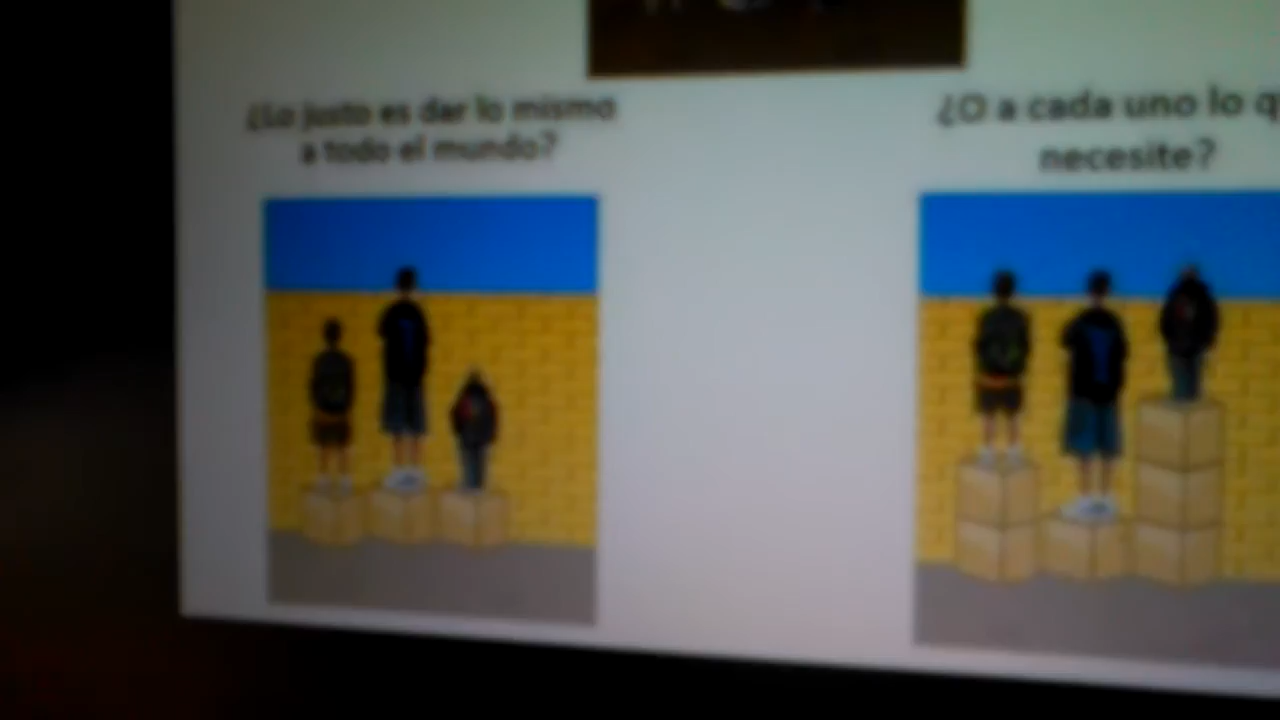 ¿Lo justo es dar lo mismo
a todo el mundo?
¿O a cada uno lo q
necesite?